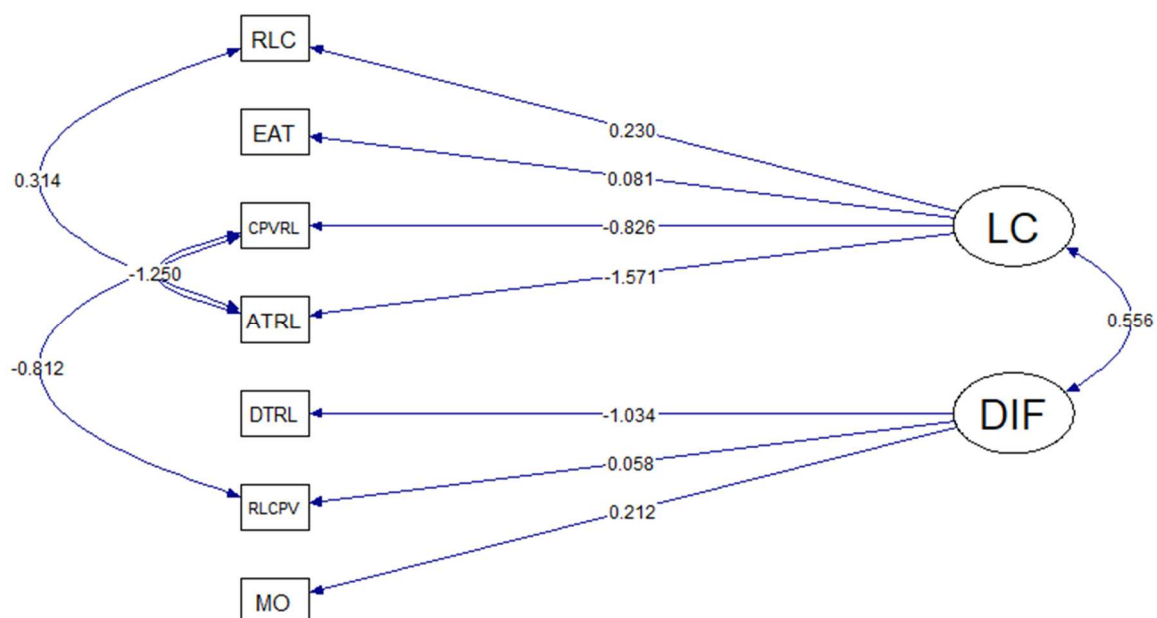 RLC
0.230
EAT
0.314
0.081
CPVRL
-0.826
LC
-1.250
-1.571
ATRL
0.556
-0.812
DTRL
-1.034
DIF
0.058
RLCPV
0.212
MO